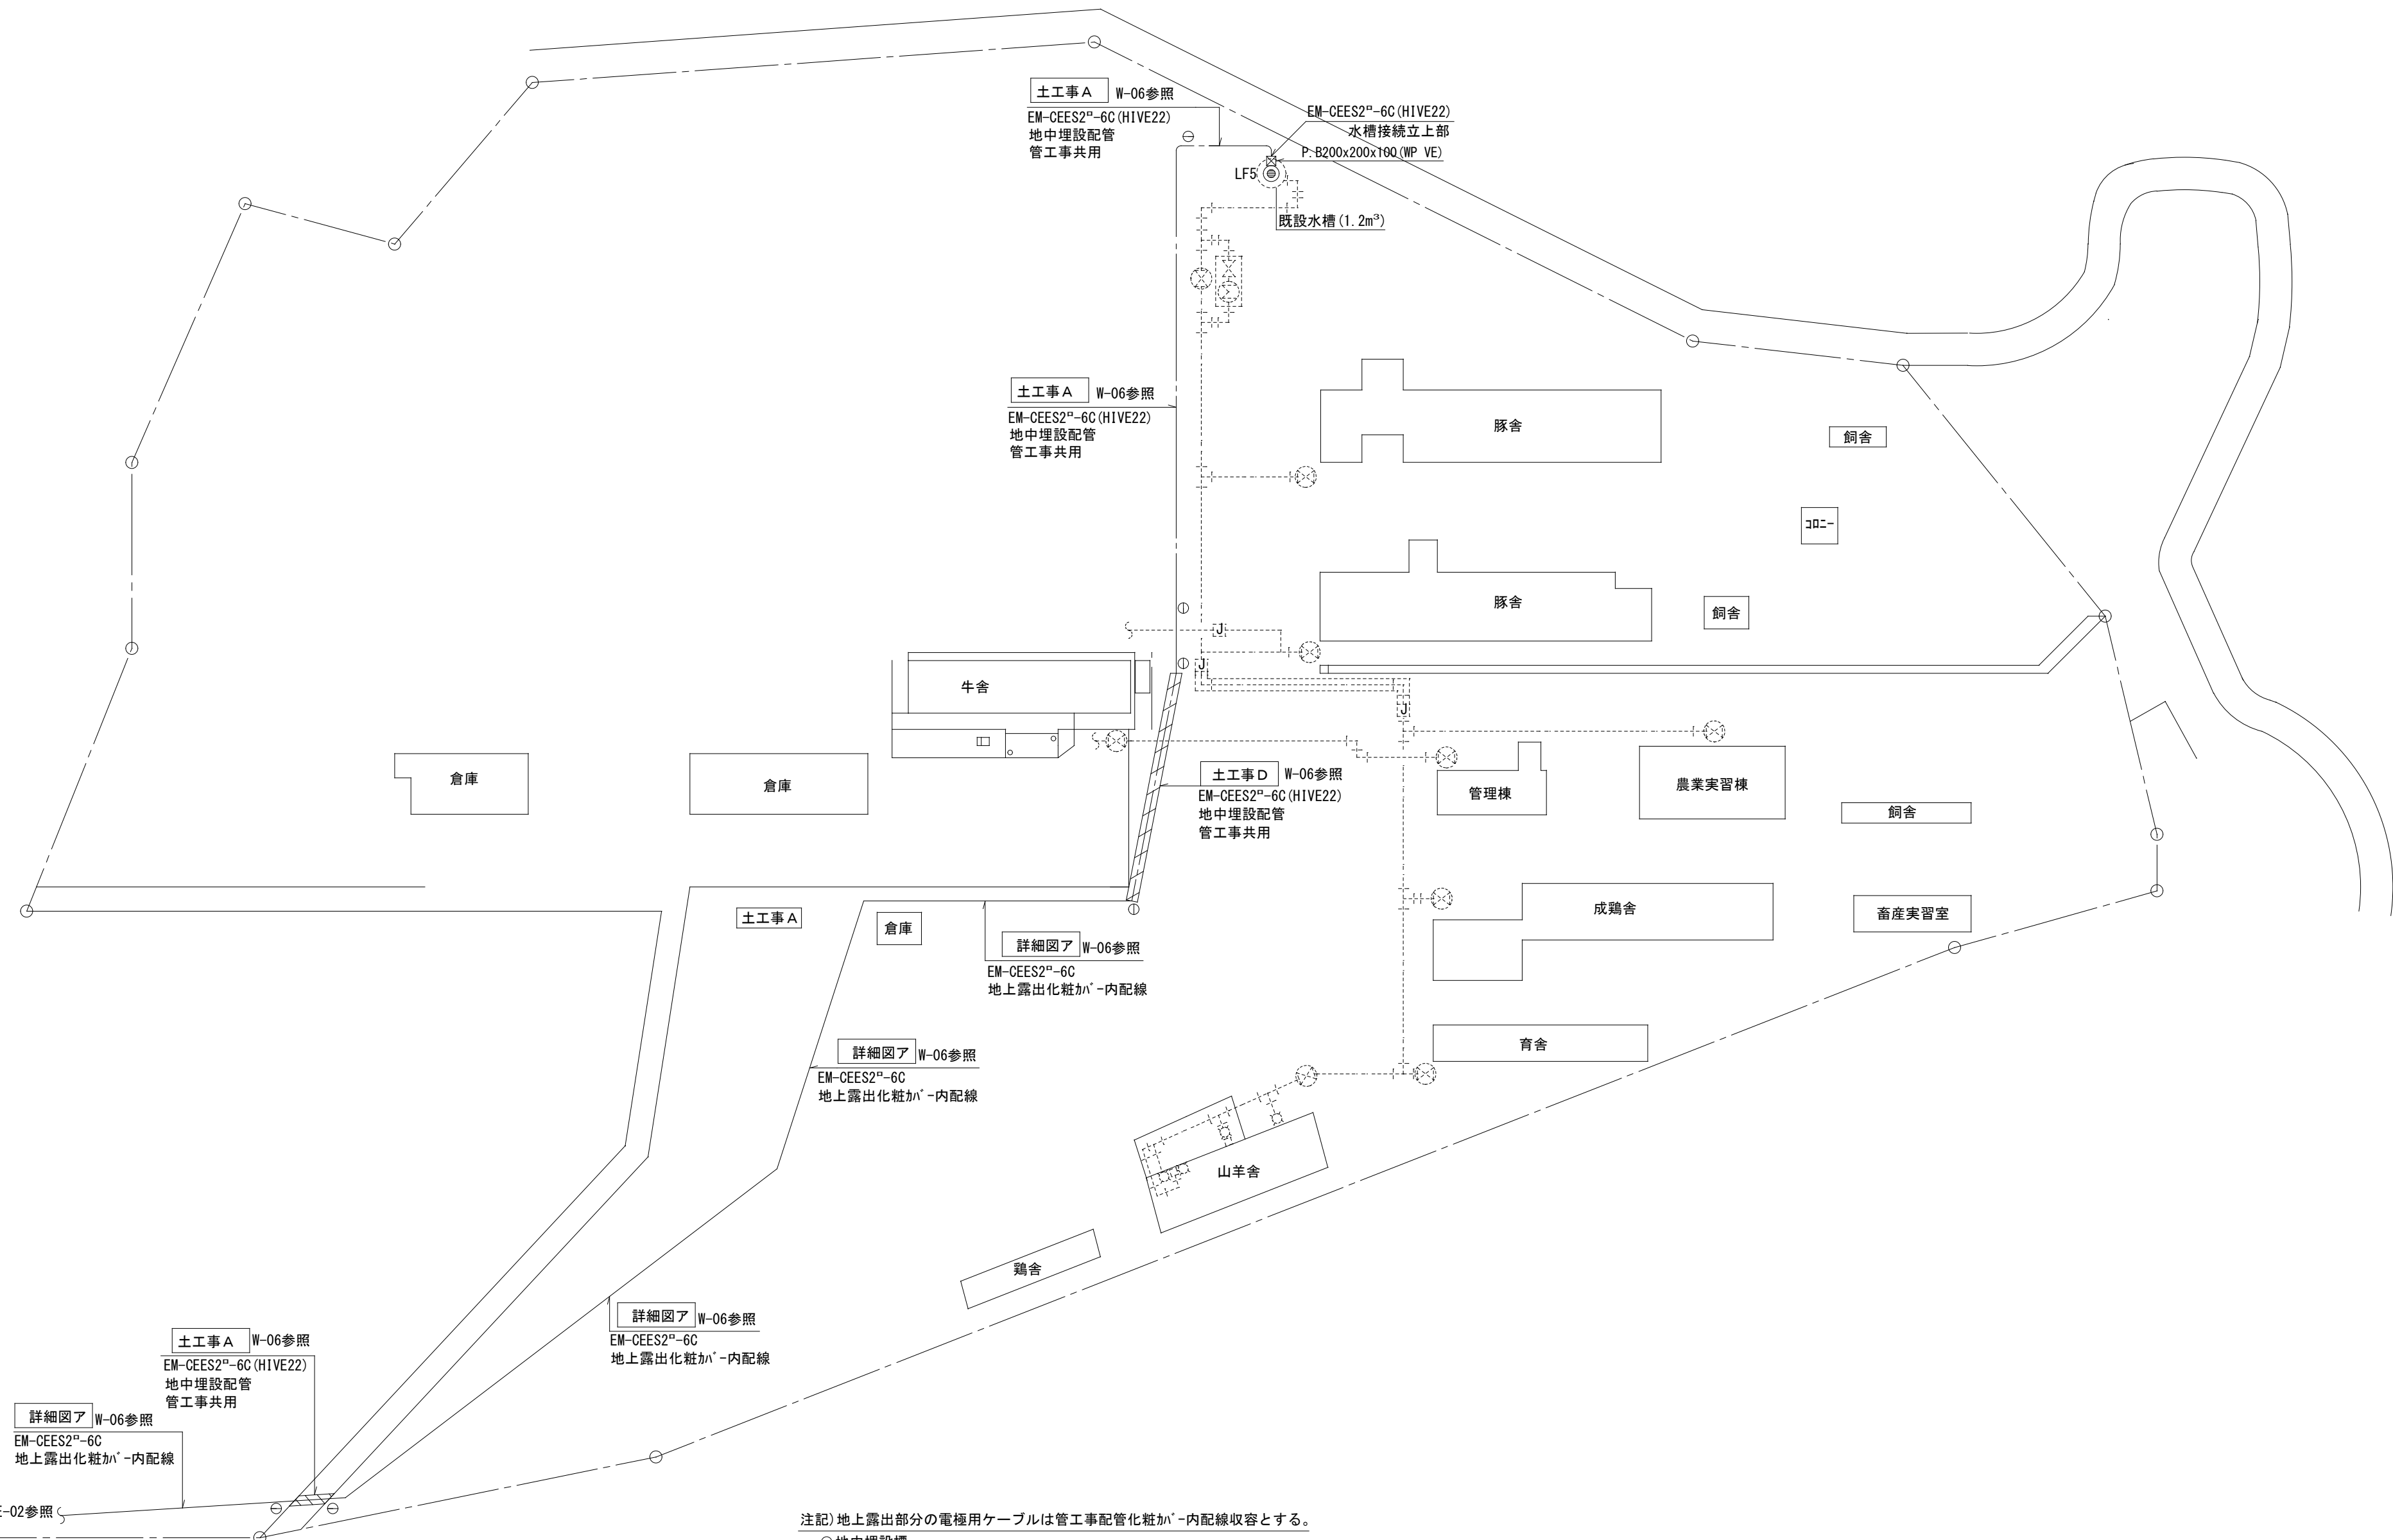 土工事A W-06参照
EM-CEES2□-6C(HIVE22)
地中埋設配管
管工事共用
EM-CEES2□-6C(HIVE22)
水槽接続立上部
P.B200x200x100(WP VE)
LF5
既設水槽(1.2m³)
土工事A W-06参照
EM-CEES2□-6C(HIVE22)
地中埋設配管
管工事共用
豚舎
飼舎
コロニー
豚舎
飼舎
J
J
J
牛舎
倉庫
倉庫
土工事D W-06参照
EM-CEES2□-6C(HIVE22)
地中埋設配管
管工事共用
管理棟
農業実習棟
飼舎
土工事A
倉庫
成鶏舎
畜産実習室
詳細図ア W-06参照
EM-CEES2□-6C
地上露出化粧カバー内配線
詳細図ア W-06参照
EM-CEES2□-6C
地上露出化粧カバー内配線
育舎
山羊舎
鶏舎
詳細図ア W-06参照
EM-CEES2□-6C
地上露出化粧カバー内配線
土工事A W-06参照
EM-CEES2□-6C(HIVE22)
地中埋設配管
管工事共用
詳細図ア W-06参照
EM-CEES2□-6C
地上露出化粧カバー内配線
E-02参照
注記)地上露出部分の電極用ケーブルは管工事配管化粧カバー内配線収容とする。